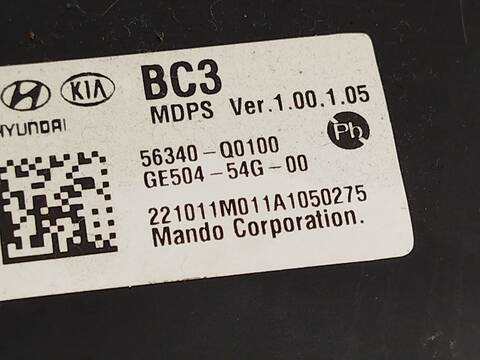 HYUNDAI
KIA
BC3
MDPS Ver.1.00.1.05
56340-Q0100
Pb
GE504-54G-00
221011M011A1050275
Mando Corporation.